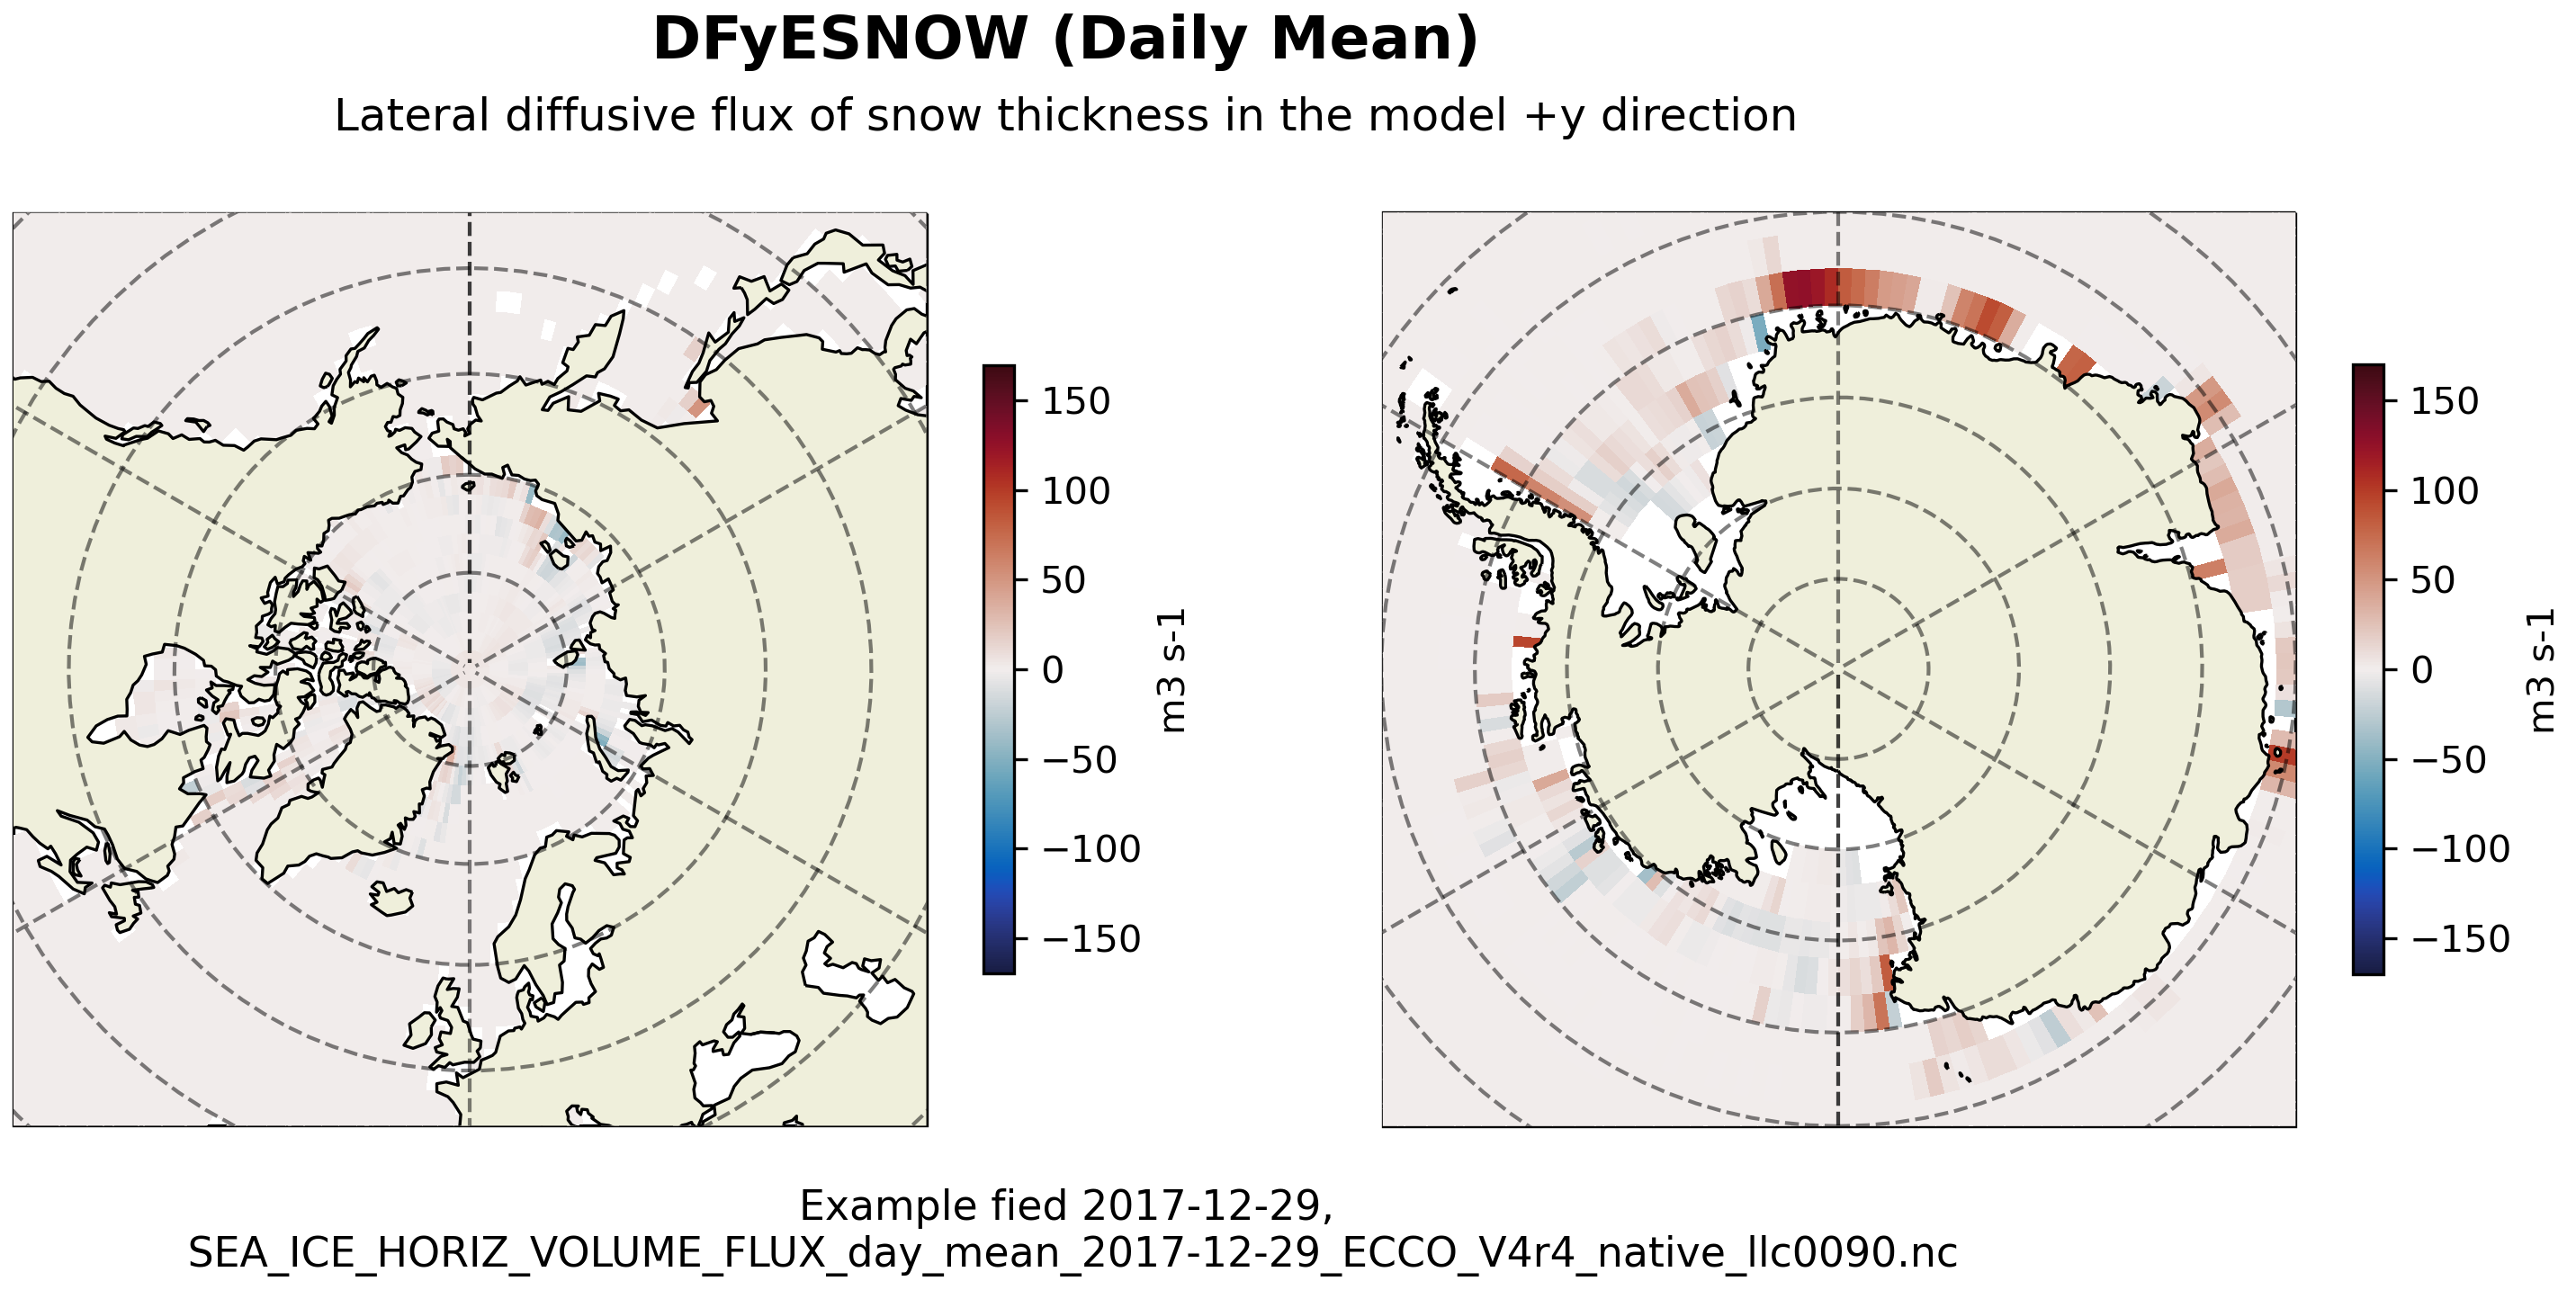 DFyESNOW (Daily Mean)
Lateral diffusive flux of snow thickness in the model +y direction
150
100
50
0
−50
−100
−150
m3 s-1
150
100
50
0
−50
−100
−150
m3 s-1
Example fied 2017-12-29,
SEA_ICE_HORIZ_VOLUME_FLUX_day_mean_2017-12-29_ECCO_V4r4_native_llc0090.nc